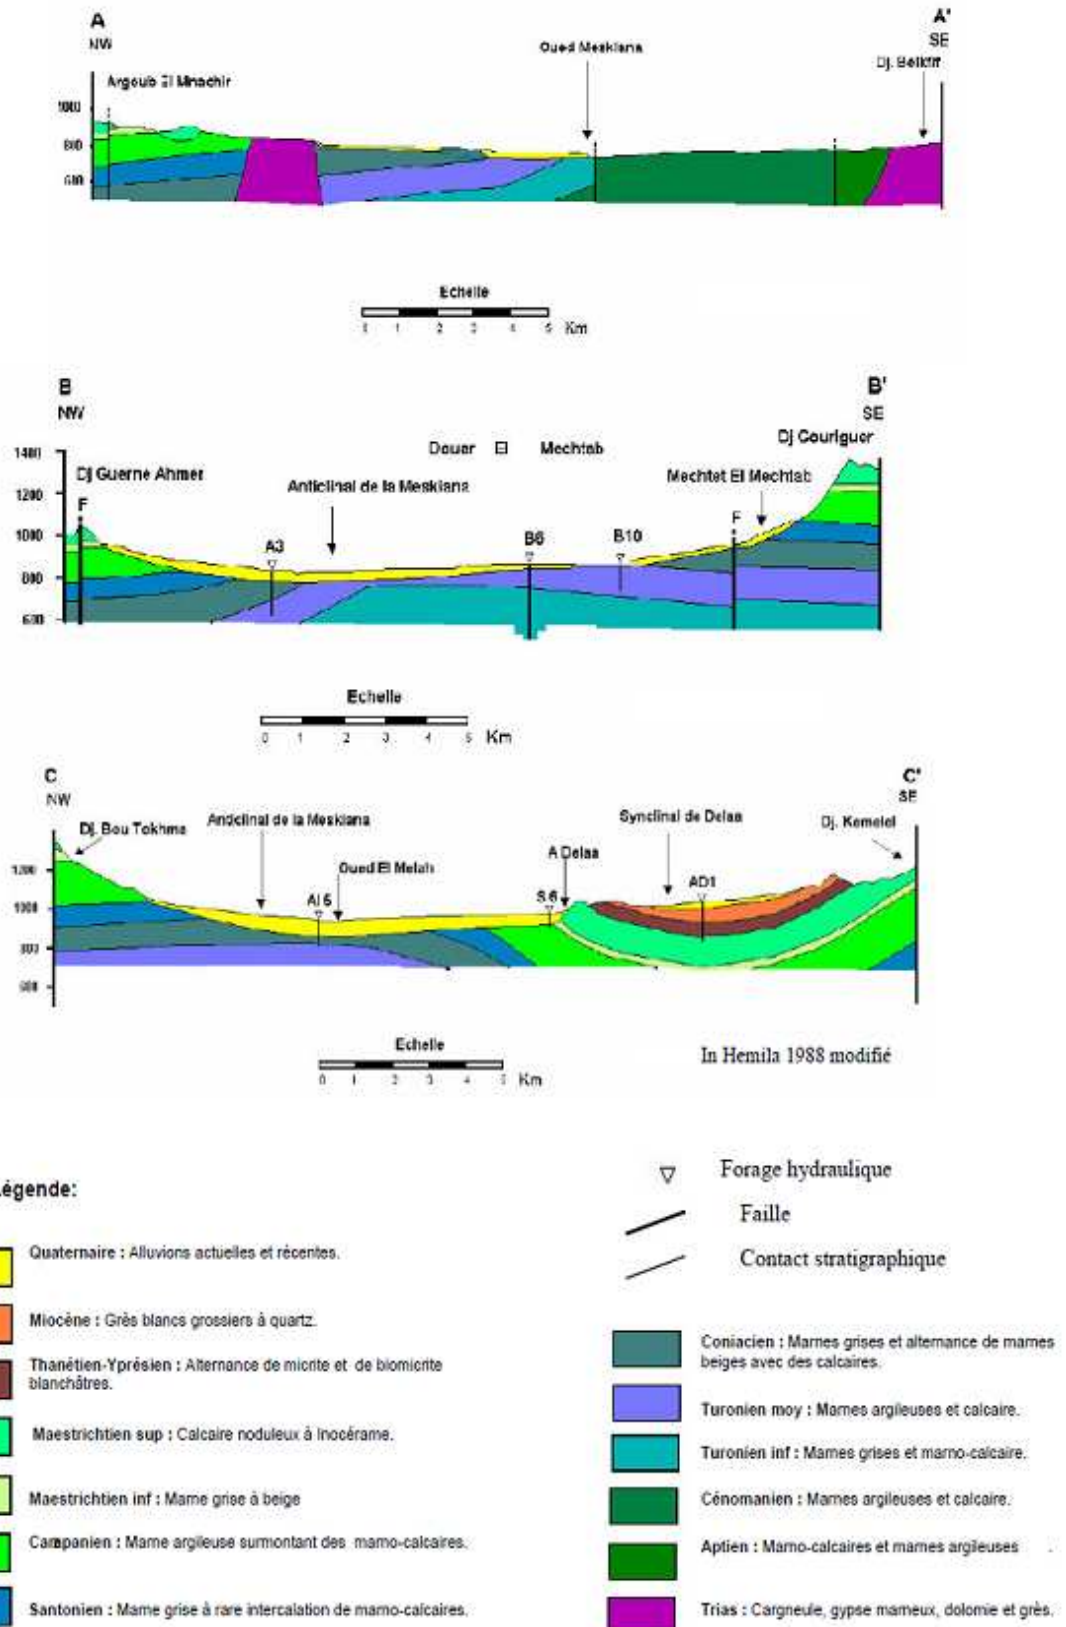 A
NW
A'
SE
Argoub El Mnachir
Oued Meskiana
Dj. Belkfif
1000
800
600
Echelle
0 1 2 3 4 5 Km
B
NW
B'
SE
1400
1200
1000
800
600
Dj Guerne Ahmer
F
Anticlinal de la Meskiana
Douar Mechtab
Dj Gouriguer
Mechtet El Mechtab
A3
B6
B10
F
Echelle
0 1 2 3 4 5 Km
C
NW
C'
SE
Dj. Bou Tokhma
Anticlinal de la Meskiana
Oued El Melah
A Delaa
Synclinal de Delaa
Dj. Kemelel
1200
1000
800
600
AI 5
S 6
AD1
Echelle
0 1 2 3 4 5 Km
In Hemila 1988 modifié
égende:
Forage hydraulique
Faille
Contact stratigraphique
Quaternaire : Alluvions actuelles et récentes.
Miocène : Grès blancs grossiers à quartz.
Thanétien-Yprésien : Alternance de micrite et de biomicrite
blanchâtres.
Maestrichtien sup : Calcaire noduleux à Inocérame.
Maestrichtien inf : Marne grise à beige
Campanien : Marne argileuse surmontant des marno-calcaires.
Santonien : Marne grise à rare intercalation de marno-calcaires.
Coniacien : Marnes grises et alternance de marnes
beiges avec des calcaires.
Turonien moy : Marnes argileuses et calcaire.
Turonien inf : Marnes grises et marno-calcaire.
Cénomanien : Marnes argileuses et calcaire.
Aptien : Marno-calcaires et marnes argileuses .
Trias : Cargneule, gypse marneux, dolomie et grès.